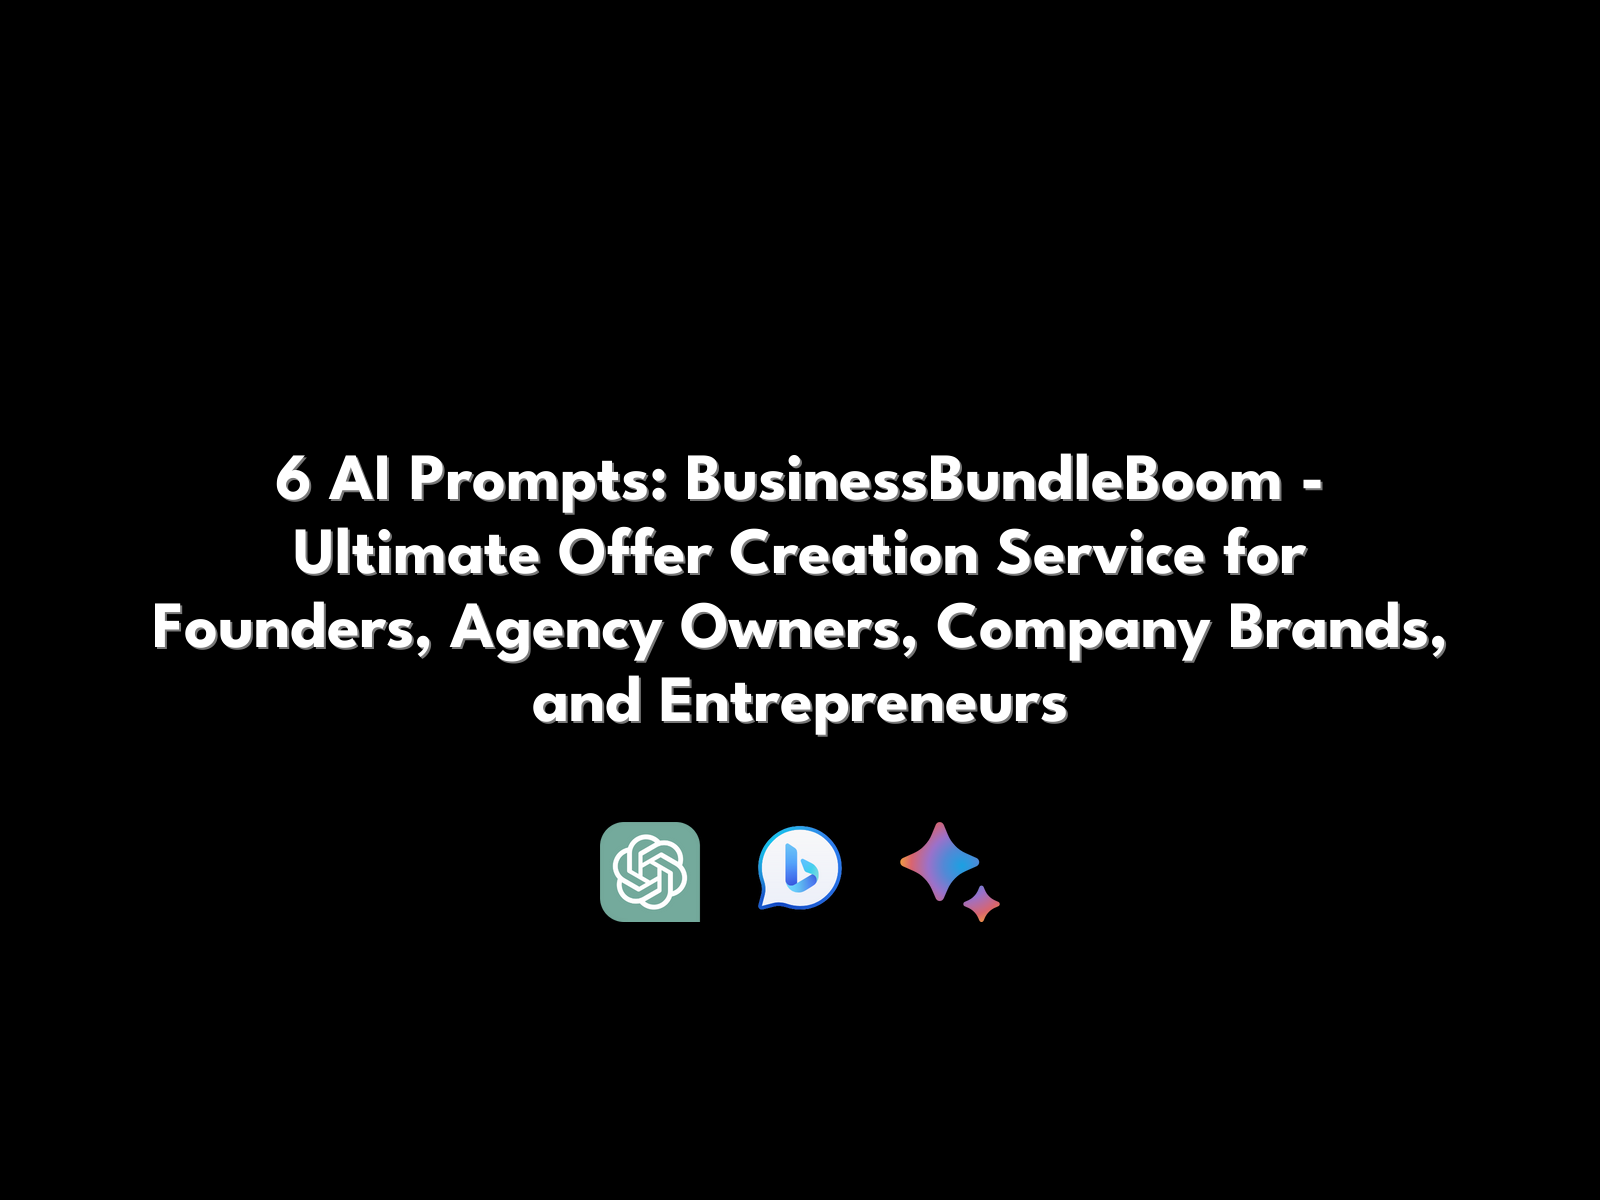 6 AI Prompts: BusinessBundleBoom -
Ultimate Offer Creation Service for
Founders, Agency Owners, Company Brands,
and Entrepreneurs